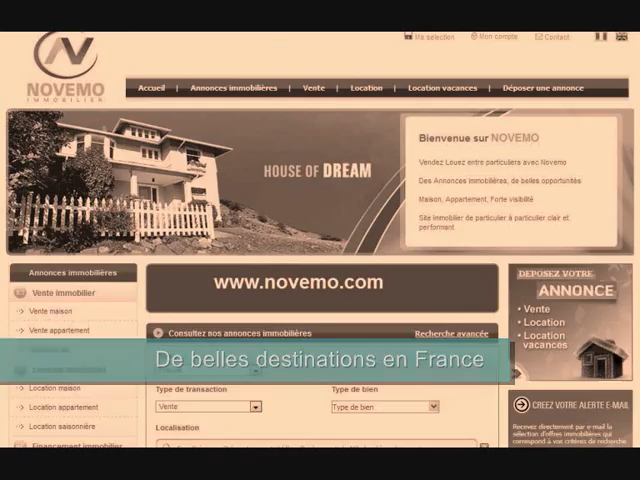 Ma selection
Mon compte
Contact
NOVEMO
IMMOBILIER
Accueil | Annonces immobilières | Vente | Location | Location vacances | Déposer une annonce
HOUSE OF DREAM
Bienvenue sur NOVEMO
Vendez Louez entre particuliers avec Novemo
Des Annonces immobilières, de belles opportunités
Maison, Appartement, Forte visibilité
Site immobilier de particulier à particulier clair et
performant
Annonces immobilières
Vente immobilier
Vente maison
Vente appartement
Location maison
Location appartement
Location saisonnière
Financement immobilier
www.novemo.com
Consultez nos annonces immobilières
Recherche avancée
De belles destinations en France
Type de transaction
Type de bien
Vente
Type de bien
Localisation
DEPOSEZ VOTRE
ANNONCE
• Vente
• Location
• Location
vacances
CREEZ VOTRE ALERTE E-MAIL
Recevez directement par e-mail la
sélection d'offres immobilières qui
correspond à vos critères de recherche